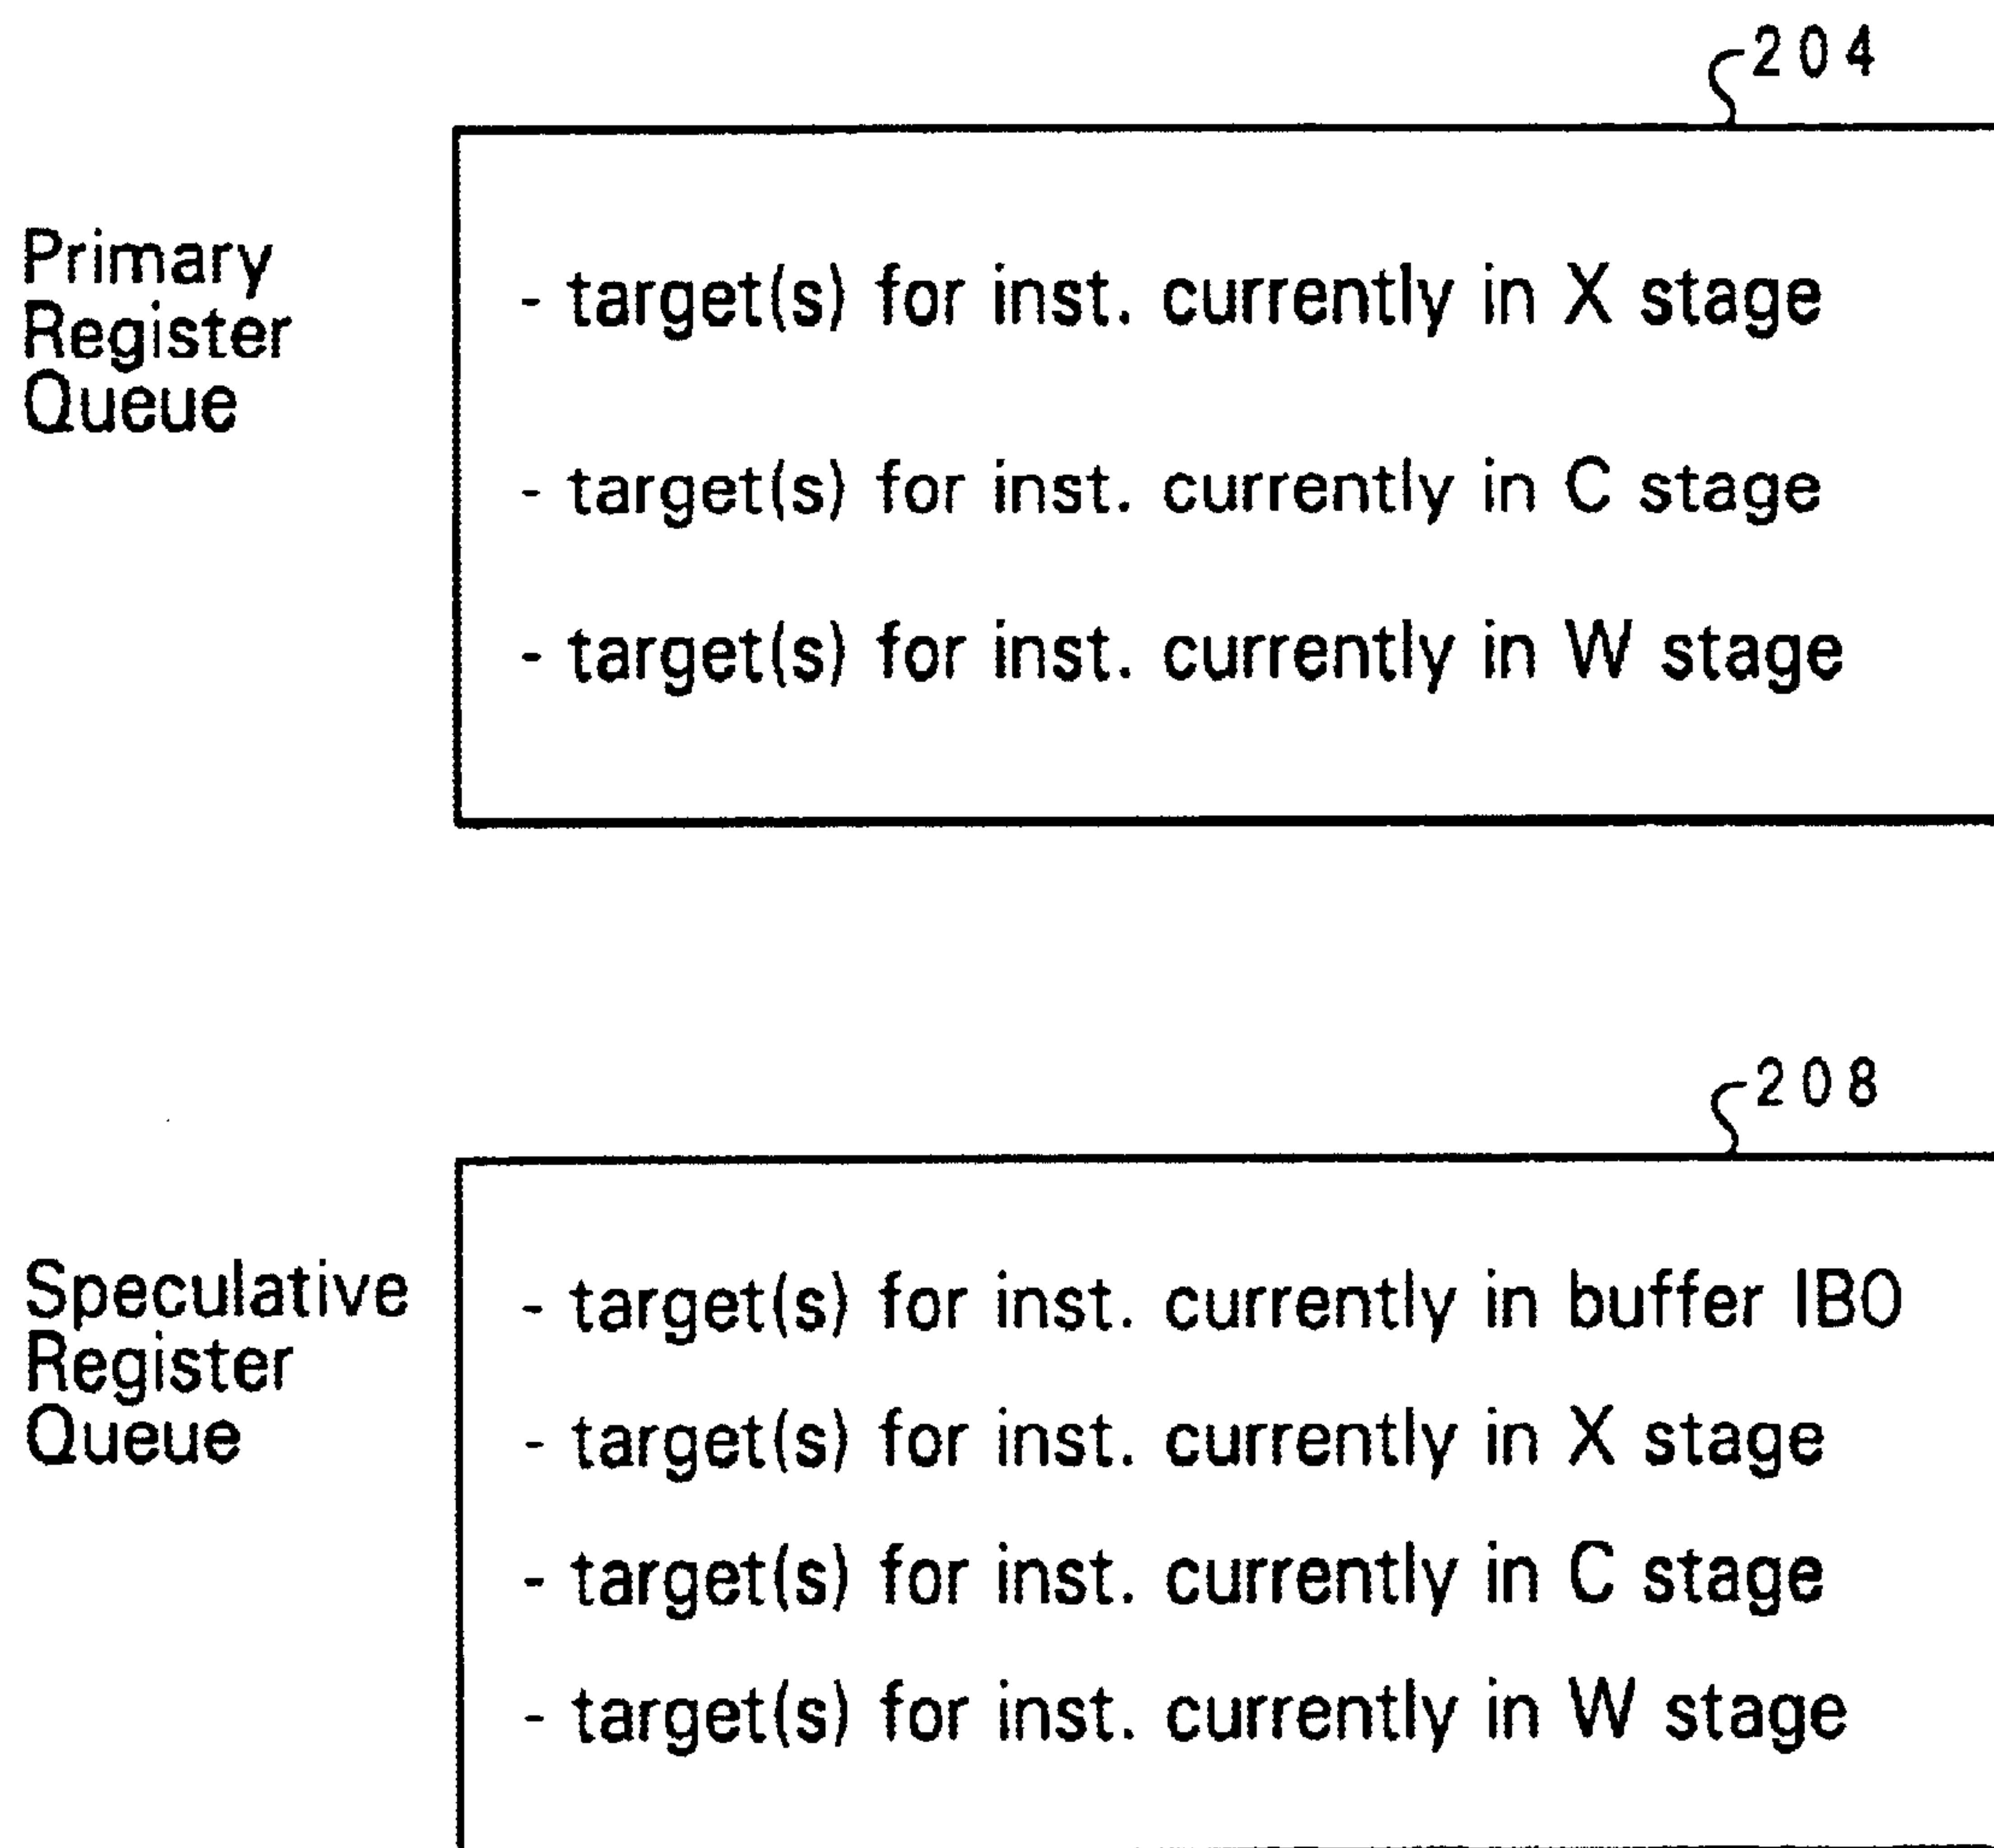 204
Primary
Register
Queue
- target(s) for inst. currently in X stage
- target(s) for inst. currently in C stage
- target(s) for inst. currently in W stage
208
Speculative
Register
Queue
- target(s) for inst. currently in buffer IB0
- target(s) for inst. currently in X stage
- target(s) for inst. currently in C stage
- target(s) for inst. currently in W stage